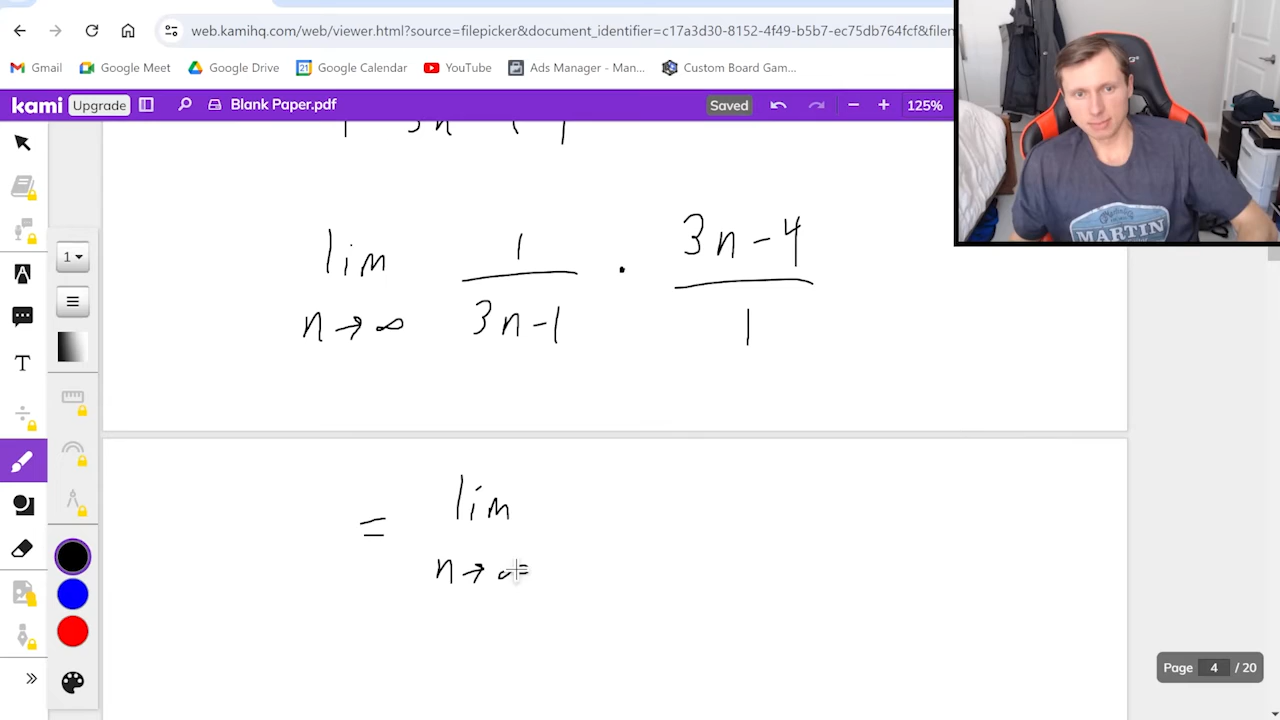 web.kamihq.com/web/viewer.html?source=filepicker&document_identifier=c17a3d30-8152-4f49-b5b7-ec75db764fcf&filen
Gmail Google Meet Google Drive 31 Google Calendar YouTube Ads Manager - Man... Custom Board Gam...
kami Upgrade Blank Paper.pdf Saved 125%
1
T
lim n→∞ 1/(3n-1) · (3n-4)/1
= lim n→∞
MARTIN
Page 4 / 20